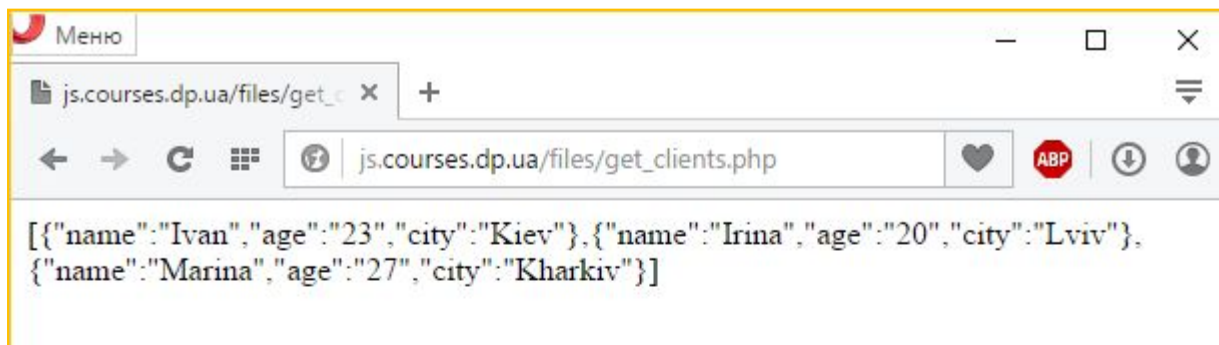 Меню
js.courses.dp.ua/files/get_c
js.courses.dp.ua/files/get_clients.php
ABP
[{"name":"Ivan","age":"23","city":"Kiev"},{"name":"Irina","age":"20","city":"Lviv"},
{"name":"Marina","age":"27","city":"Kharkiv"}]